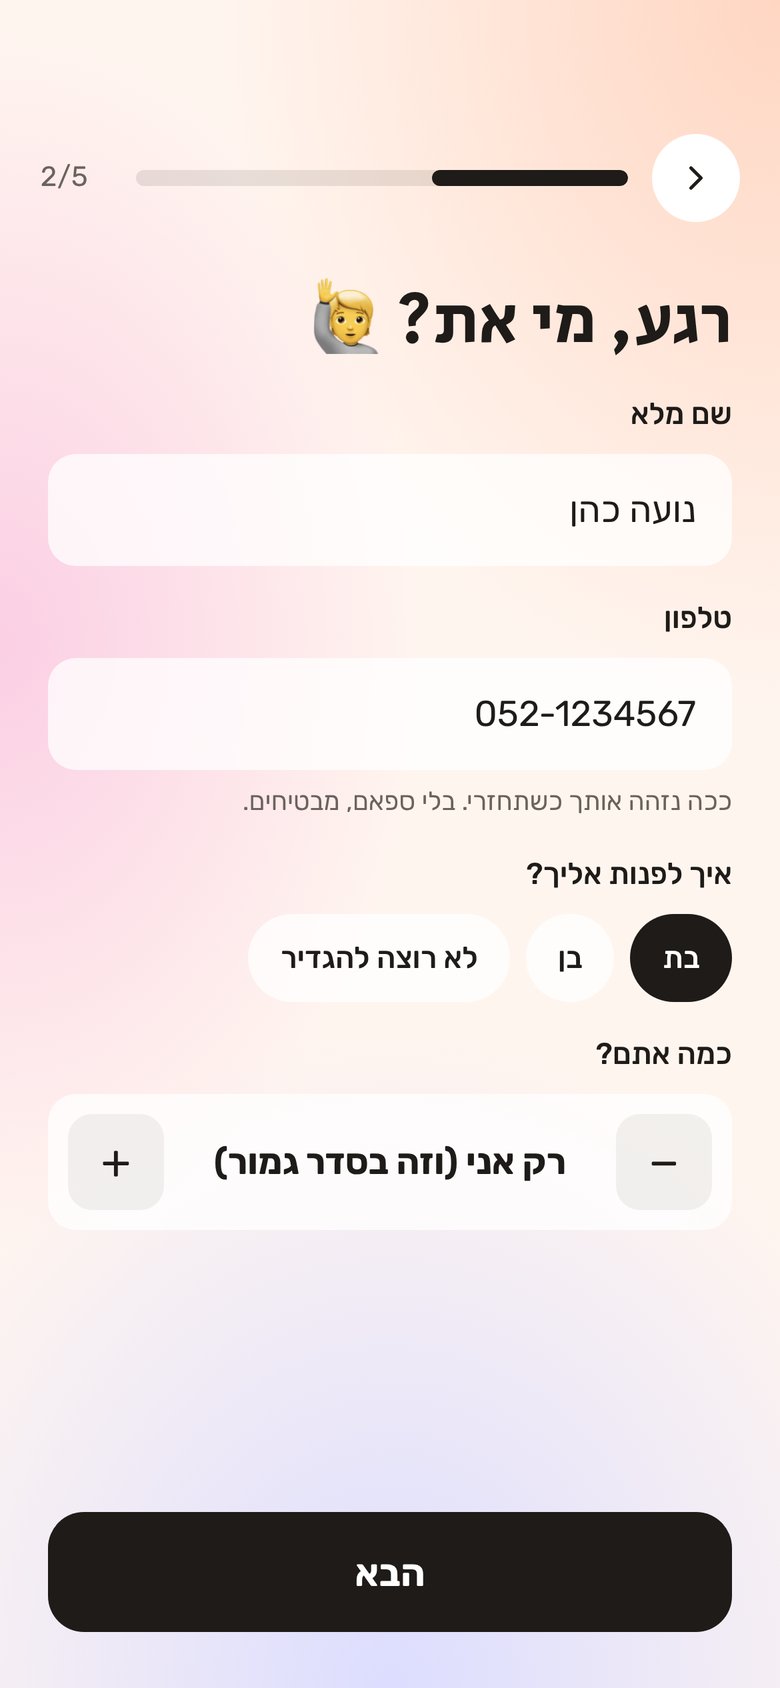 2/5
רגע, מי את? 🙋
שם מלא
נועה כהן
טלפון
052-1234567
ככה נזהה אותך כשתחזרי. בלי ספאם, מבטיחים.
איך לפנות אליך?
בת בן לא רוצה להגדיר
כמה אתם?
− רק אני (וזה בסדר גמור) +
הבא